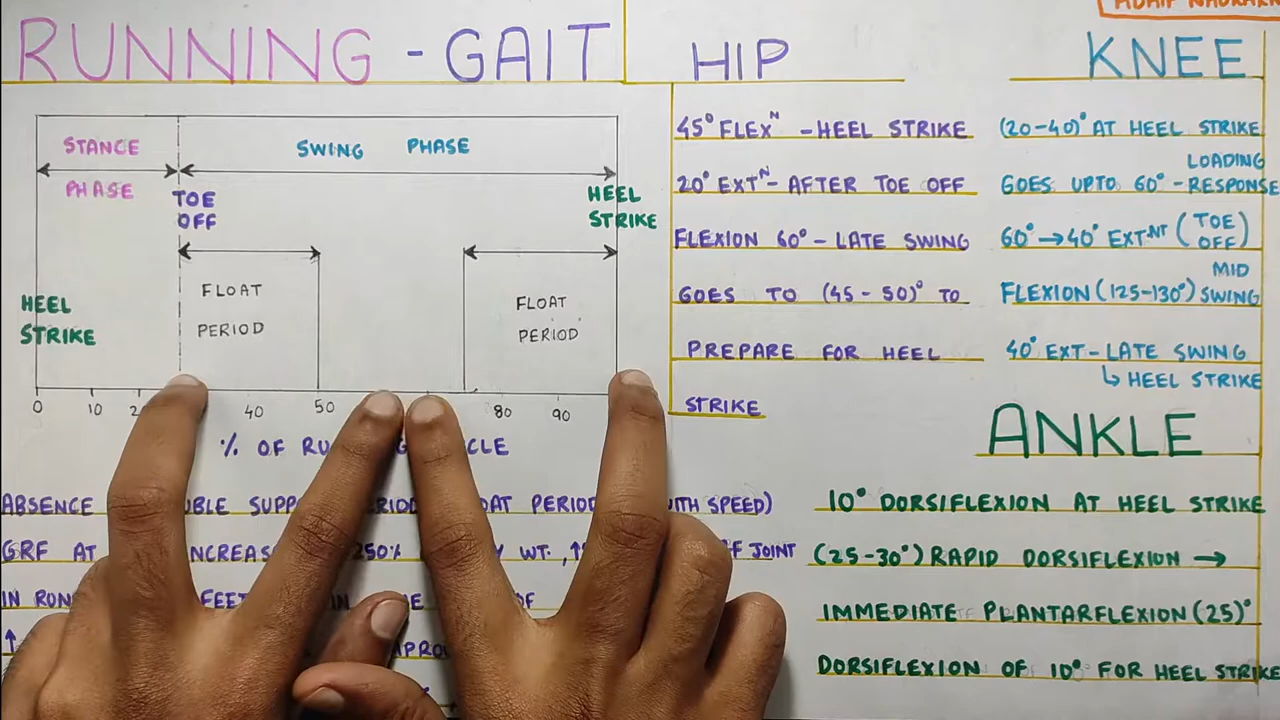 RUNNING - GAIT
STANCE
PHASE
SWING PHASE
TOE
OFF
HEEL
STRIKE
HEEL
STRIKE
FLOAT
PERIOD
FLOAT
PERIOD
0 10 40 50 80 90
% OF
ABSENCE PERIOD SPEED)
GRF AT 250% WT. JOINT
IN FEET OF
↑
HIP
45° FLEXᴺ - HEEL STRIKE
20° EXTᴺ - AFTER TOE OFF
FLEXION 60° - LATE SWING
GOES TO (45 - 50)° TO
PREPARE FOR HEEL
STRIKE
KNEE
(20-40)° AT HEEL STRIKE
LOADING
GOES UPTO 60° - RESPONSE
60° → 40° EXT.NT (TOE OFF)
MID
FLEXION (125-130°) SWING
40° EXT - LATE SWING
↳ HEEL STRIKE
ANKLE
10° DORSIFLEXION AT HEEL STRIKE
(25-30°) RAPID DORSIFLEXION →
IMMEDIATE PLANTARFLEXION (25)°
DORSIFLEXION OF 10° FOR HEEL STRIKE